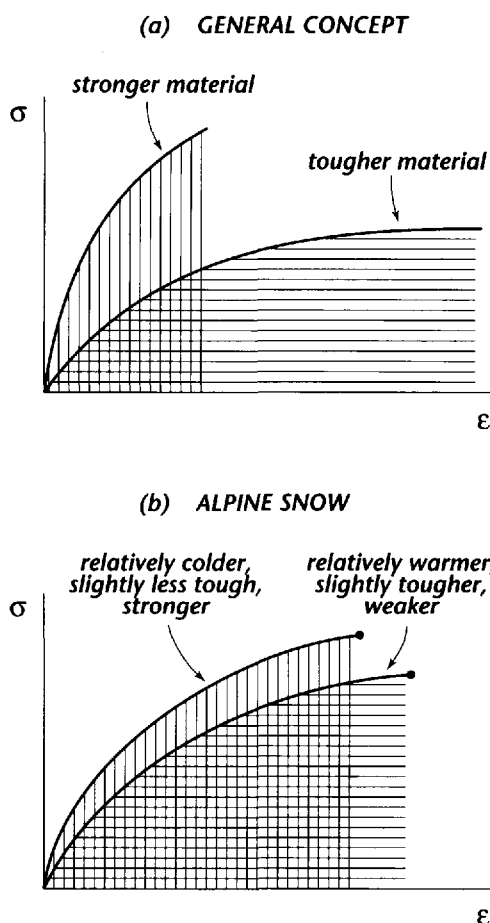 (a) GENERAL CONCEPT
stronger material
σ
tougher material
ε
(b) ALPINE SNOW
relatively colder,
slightly less tough,
stronger
relatively warmer,
slightly tougher,
weaker
σ
ε